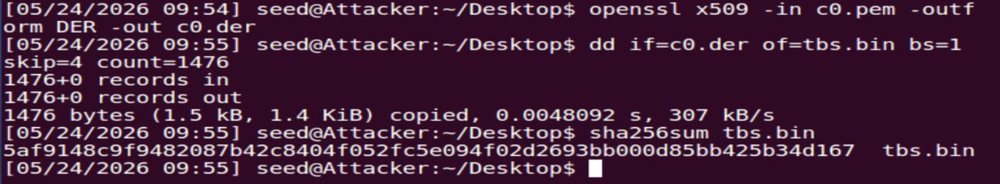 [05/24/2026 09:54] seed@Attacker:~/Desktop$ openssl x509 -in c0.pem -outf
orm DER -out c0.der
[05/24/2026 09:55] seed@Attacker:~/Desktop$ dd if=c0.der of=tbs.bin bs=1
skip=4 count=1476
1476+0 records in
1476+0 records out
1476 bytes (1.5 kB, 1.4 KiB) copied, 0.0048092 s, 307 kB/s
[05/24/2026 09:55] seed@Attacker:~/Desktop$ sha256sum tbs.bin
5af9148c9f9482087b42c8404f052fc5e094f02d2693bb000d85bb425b34d167  tbs.bin
[05/24/2026 09:55] seed@Attacker:~/Desktop$